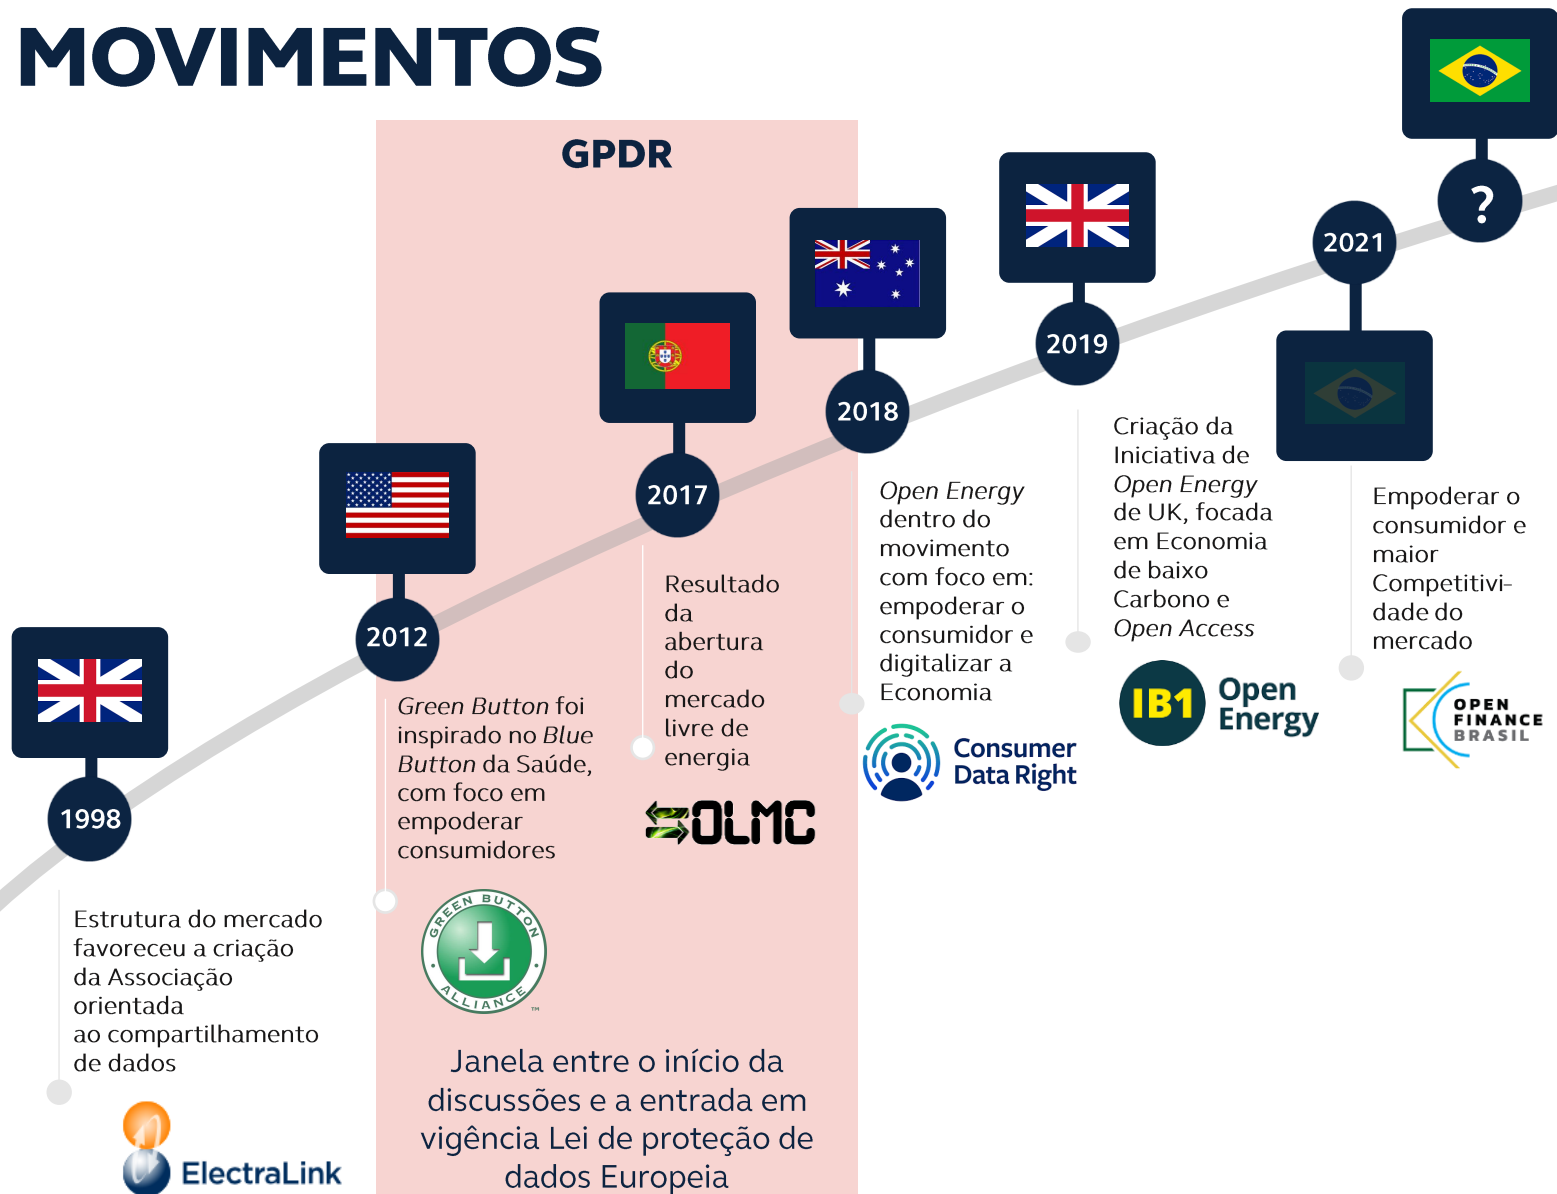 MOVIMENTOS
GPDR
1998
Estrutura do mercado
favoreceu a criação
da Associação
orientada
ao compartilhamento
de dados
ElectraLink
2012
Green Button foi
inspirado no Blue
Button da Saúde,
com foco em
empoderar
consumidores
GREEN BUTTON
ALLIANCE
TM
2017
Resultado
da
abertura
do
mercado
livre de
energia
OLMC
2018
Open Energy
dentro do
movimento
com foco em:
empoderar o
consumidor e
digitalizar a
Economia
Consumer
Data Right
2019
Criação da
Iniciativa de
Open Energy
de UK, focada
em Economia
de baixo
Carbono e
Open Access
IB1
Open
Energy
2021
Empoderar o
consumidor e
maior
Competitivi-
dade do
mercado
OPEN
FINANCE
BRASIL
?
Janela entre o início da
discussões e a entrada em
vigência Lei de proteção de
dados Europeia